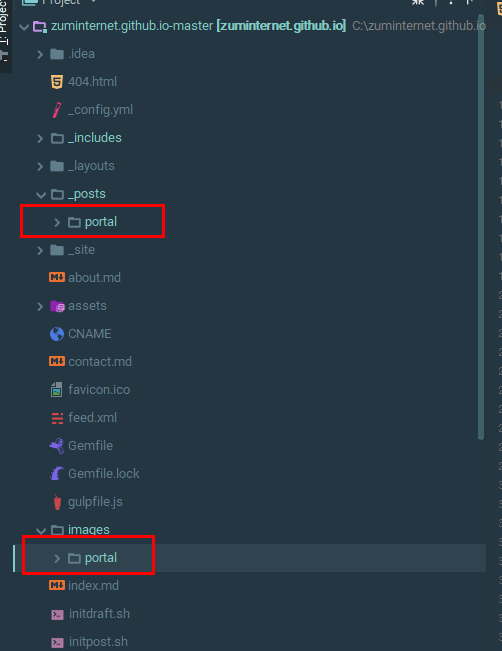 Project
zuminternet.github.io-master [zuminternet.github.io] C:\zuminternet.github.io
1: Project
.idea
404.html
_config.yml
_includes
_layouts
_posts
portal
_site
about.md
assets
CNAME
contact.md
favicon.ico
feed.xml
Gemfile
Gemfile.lock
gulpfile.js
images
portal
index.md
initdraft.sh
initpost.sh